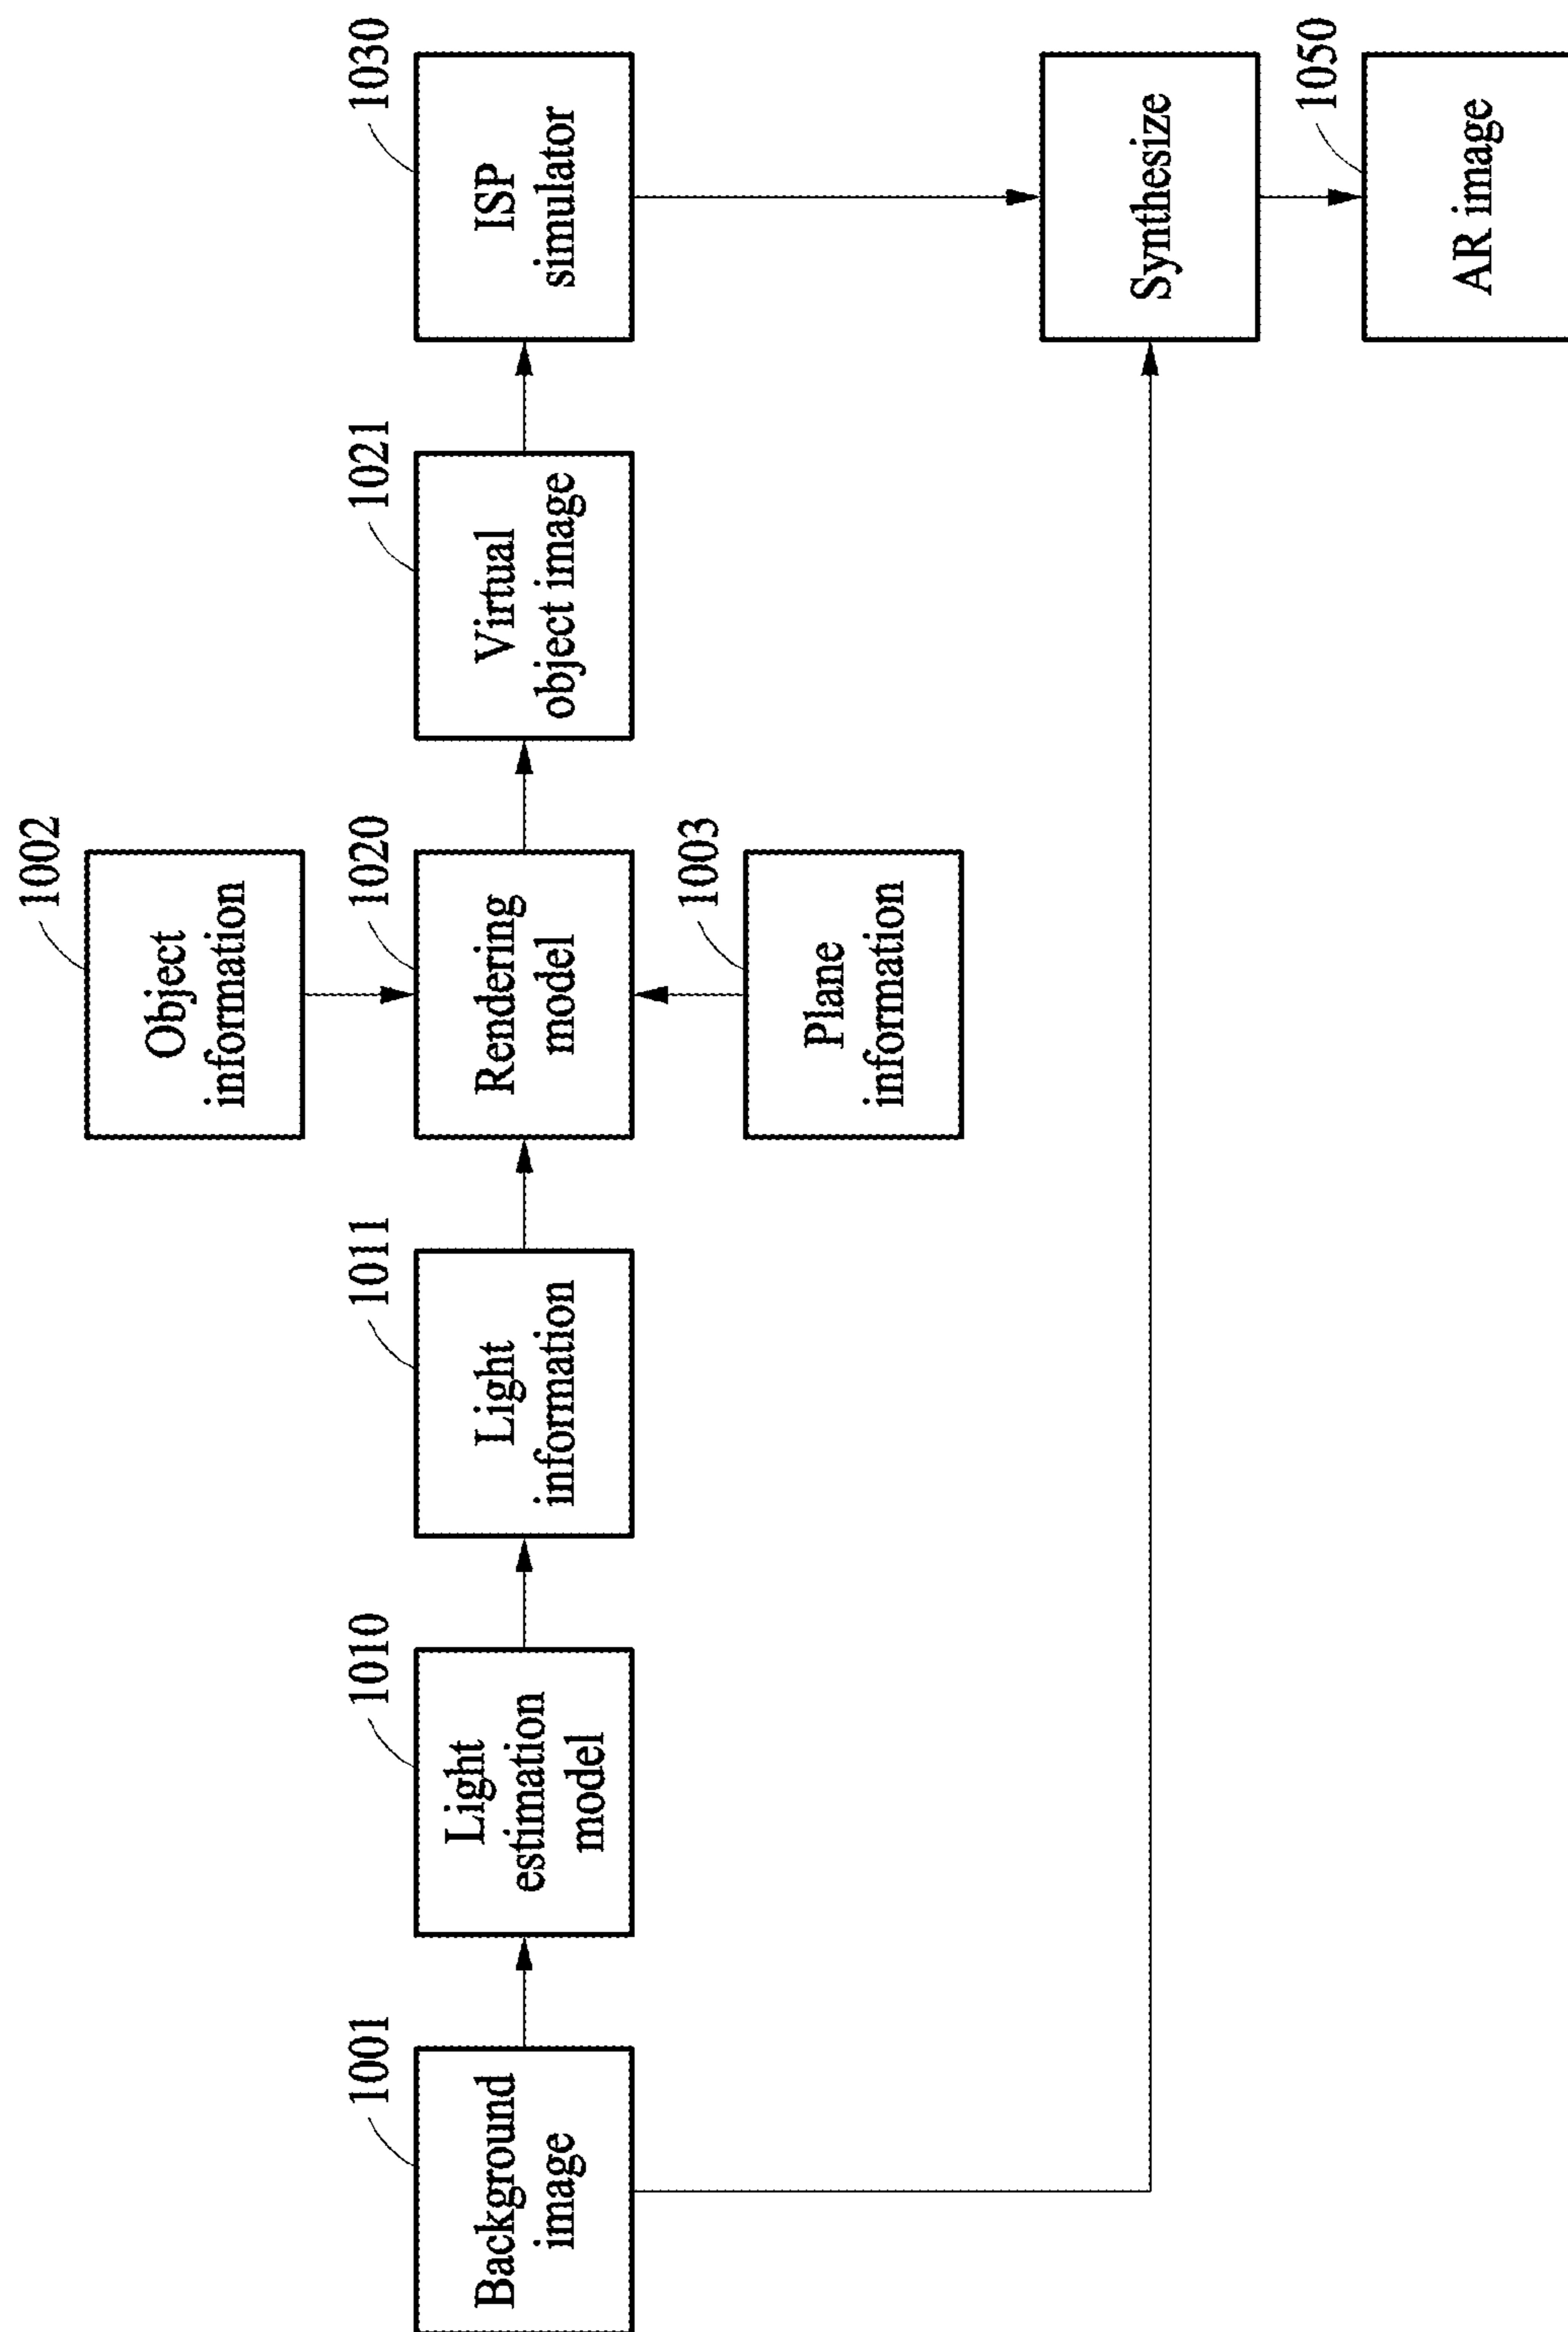 1002
Object
information
1001
Background
image
1010
Light
estimation
model
1011
Light
information
1020
Rendering
model
1021
Virtual
object image
1030
ISP
simulator
1003
Plane
information
Synthesize
1050
AR image